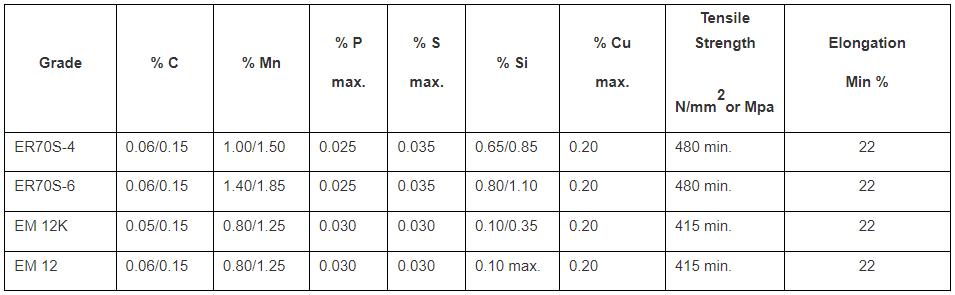 Grade % C % Mn % P max. % S max. % Si % Cu max. Tensile Strength N/mm2 or Mpa Elongation Min %
ER70S-4 0.06/0.15 1.00/1.50 0.025 0.035 0.65/0.85 0.20 480 min. 22
ER70S-6 0.06/0.15 1.40/1.85 0.025 0.035 0.80/1.10 0.20 480 min. 22
EM 12K 0.05/0.15 0.80/1.25 0.030 0.030 0.10/0.35 0.20 415 min. 22
EM 12 0.06/0.15 0.80/1.25 0.030 0.030 0.10 max. 0.20 415 min. 22